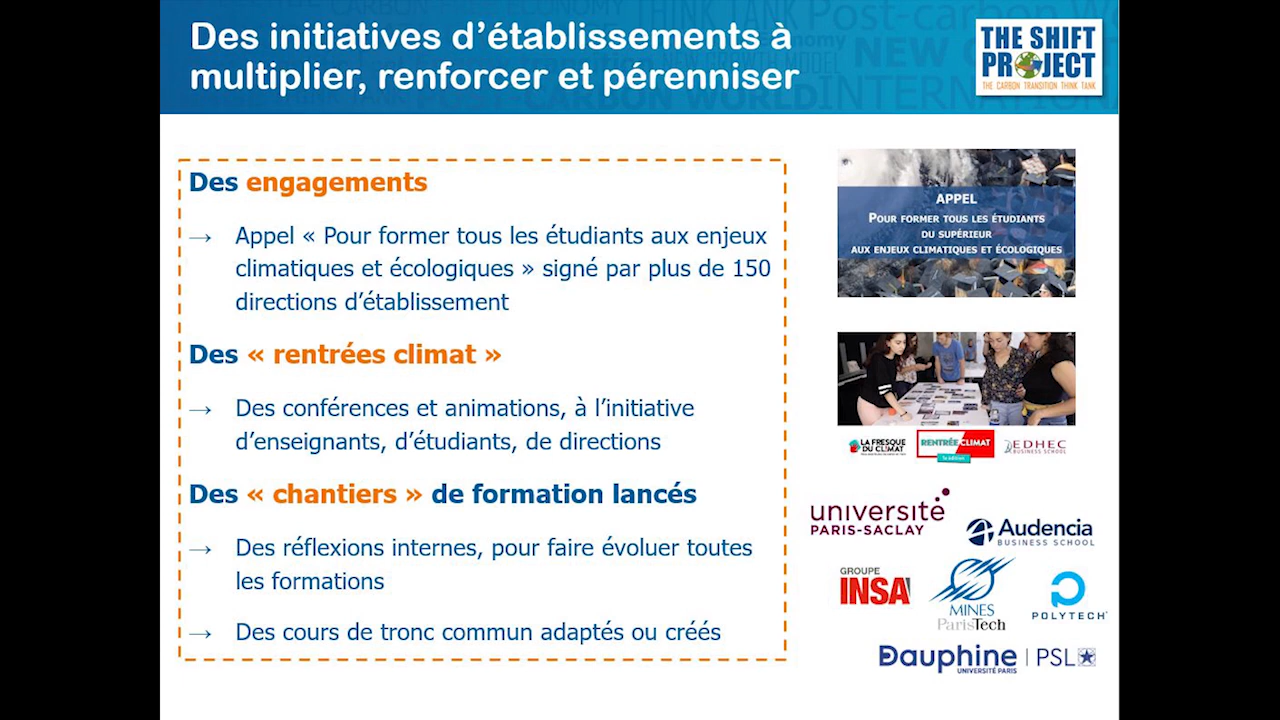 Des initiatives d’établissements à
multiplier, renforcer et pérenniser
THE SHIFT
PROJECT
THE CARBON TRANSITION THINK TANK
Des engagements
→ Appel « Pour former tous les étudiants aux enjeux
climatiques et écologiques » signé par plus de 150
directions d’établissement
Des « rentrées climat »
→ Des conférences et animations, à l’initiative
d’enseignants, d’étudiants, de directions
Des « chantiers » de formation lancés
→ Des réflexions internes, pour faire évoluer toutes
les formations
→ Des cours de tronc commun adaptés ou créés
APPEL
POUR FORMER TOUS LES ÉTUDIANTS
DU SUPÉRIEUR
AUX ENJEUX CLIMATIQUES ET ÉCOLOGIQUES
LA FRESQUE
DU CLIMAT
RENTRÉE CLIMAT
EDHEC
BUSINESS SCHOOL
université
PARIS-SACLAY
Audencia
BUSINESS SCHOOL
GROUPE
INSA
MINES
ParisTech
POLYTECH
Dauphine | PSL
UNIVERSITÉ PARIS